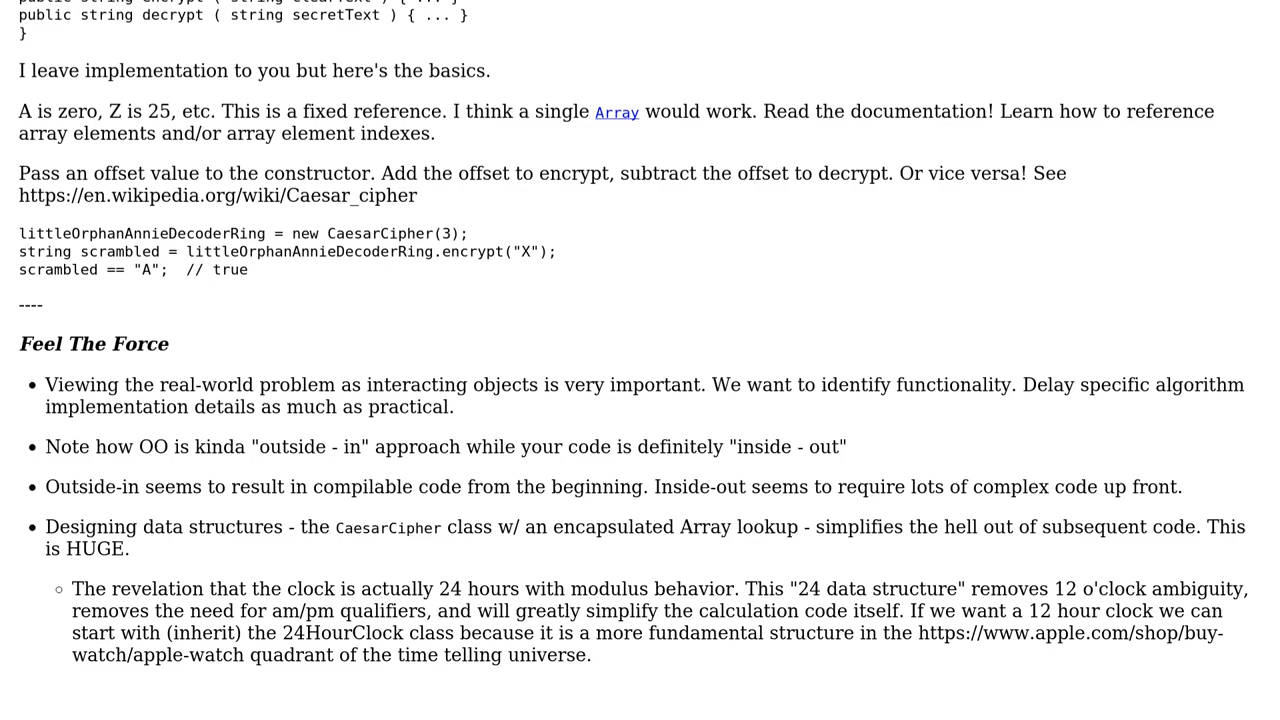 public string encrypt ( string clearText ) { ... }
public string decrypt ( string secretText ) { ... }
}
I leave implementation to you but here's the basics.
A is zero, Z is 25, etc. This is a fixed reference. I think a single Array would work. Read the documentation! Learn how to reference
array elements and/or array element indexes.
Pass an offset value to the constructor. Add the offset to encrypt, subtract the offset to decrypt. Or vice versa! See
https://en.wikipedia.org/wiki/Caesar_cipher
littleOrphanAnnieDecoderRing = new CaesarCipher(3);
string scrambled = littleOrphanAnnieDecoderRing.encrypt("X");
scrambled == "A";  // true
----
Feel The Force
• Viewing the real-world problem as interacting objects is very important. We want to identify functionality. Delay specific algorithm
implementation details as much as practical.
• Note how OO is kinda "outside - in" approach while your code is definitely "inside - out"
• Outside-in seems to result in compilable code from the beginning. Inside-out seems to require lots of complex code up front.
• Designing data structures - the CaesarCipher class w/ an encapsulated Array lookup - simplifies the hell out of subsequent code. This
is HUGE.
◦ The revelation that the clock is actually 24 hours with modulus behavior. This "24 data structure" removes 12 o'clock ambiguity,
removes the need for am/pm qualifiers, and will greatly simplify the calculation code itself. If we want a 12 hour clock we can
start with (inherit) the 24HourClock class because it is a more fundamental structure in the https://www.apple.com/shop/buy-
watch/apple-watch quadrant of the time telling universe.